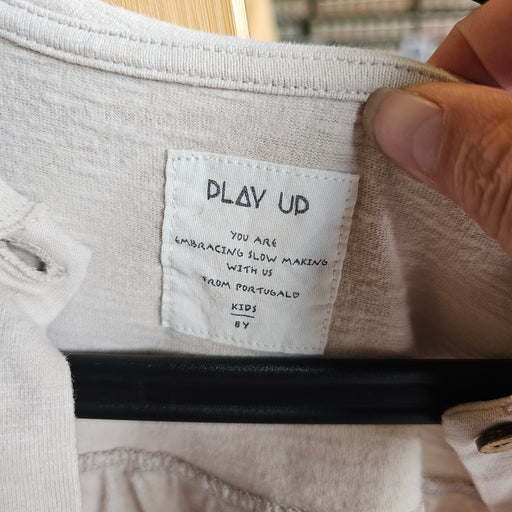 PLAY UP
YOU ARE
EMBRACING SLOW MAKING
WITH US
FROM PORTUGAL♡
KIDS
8Y